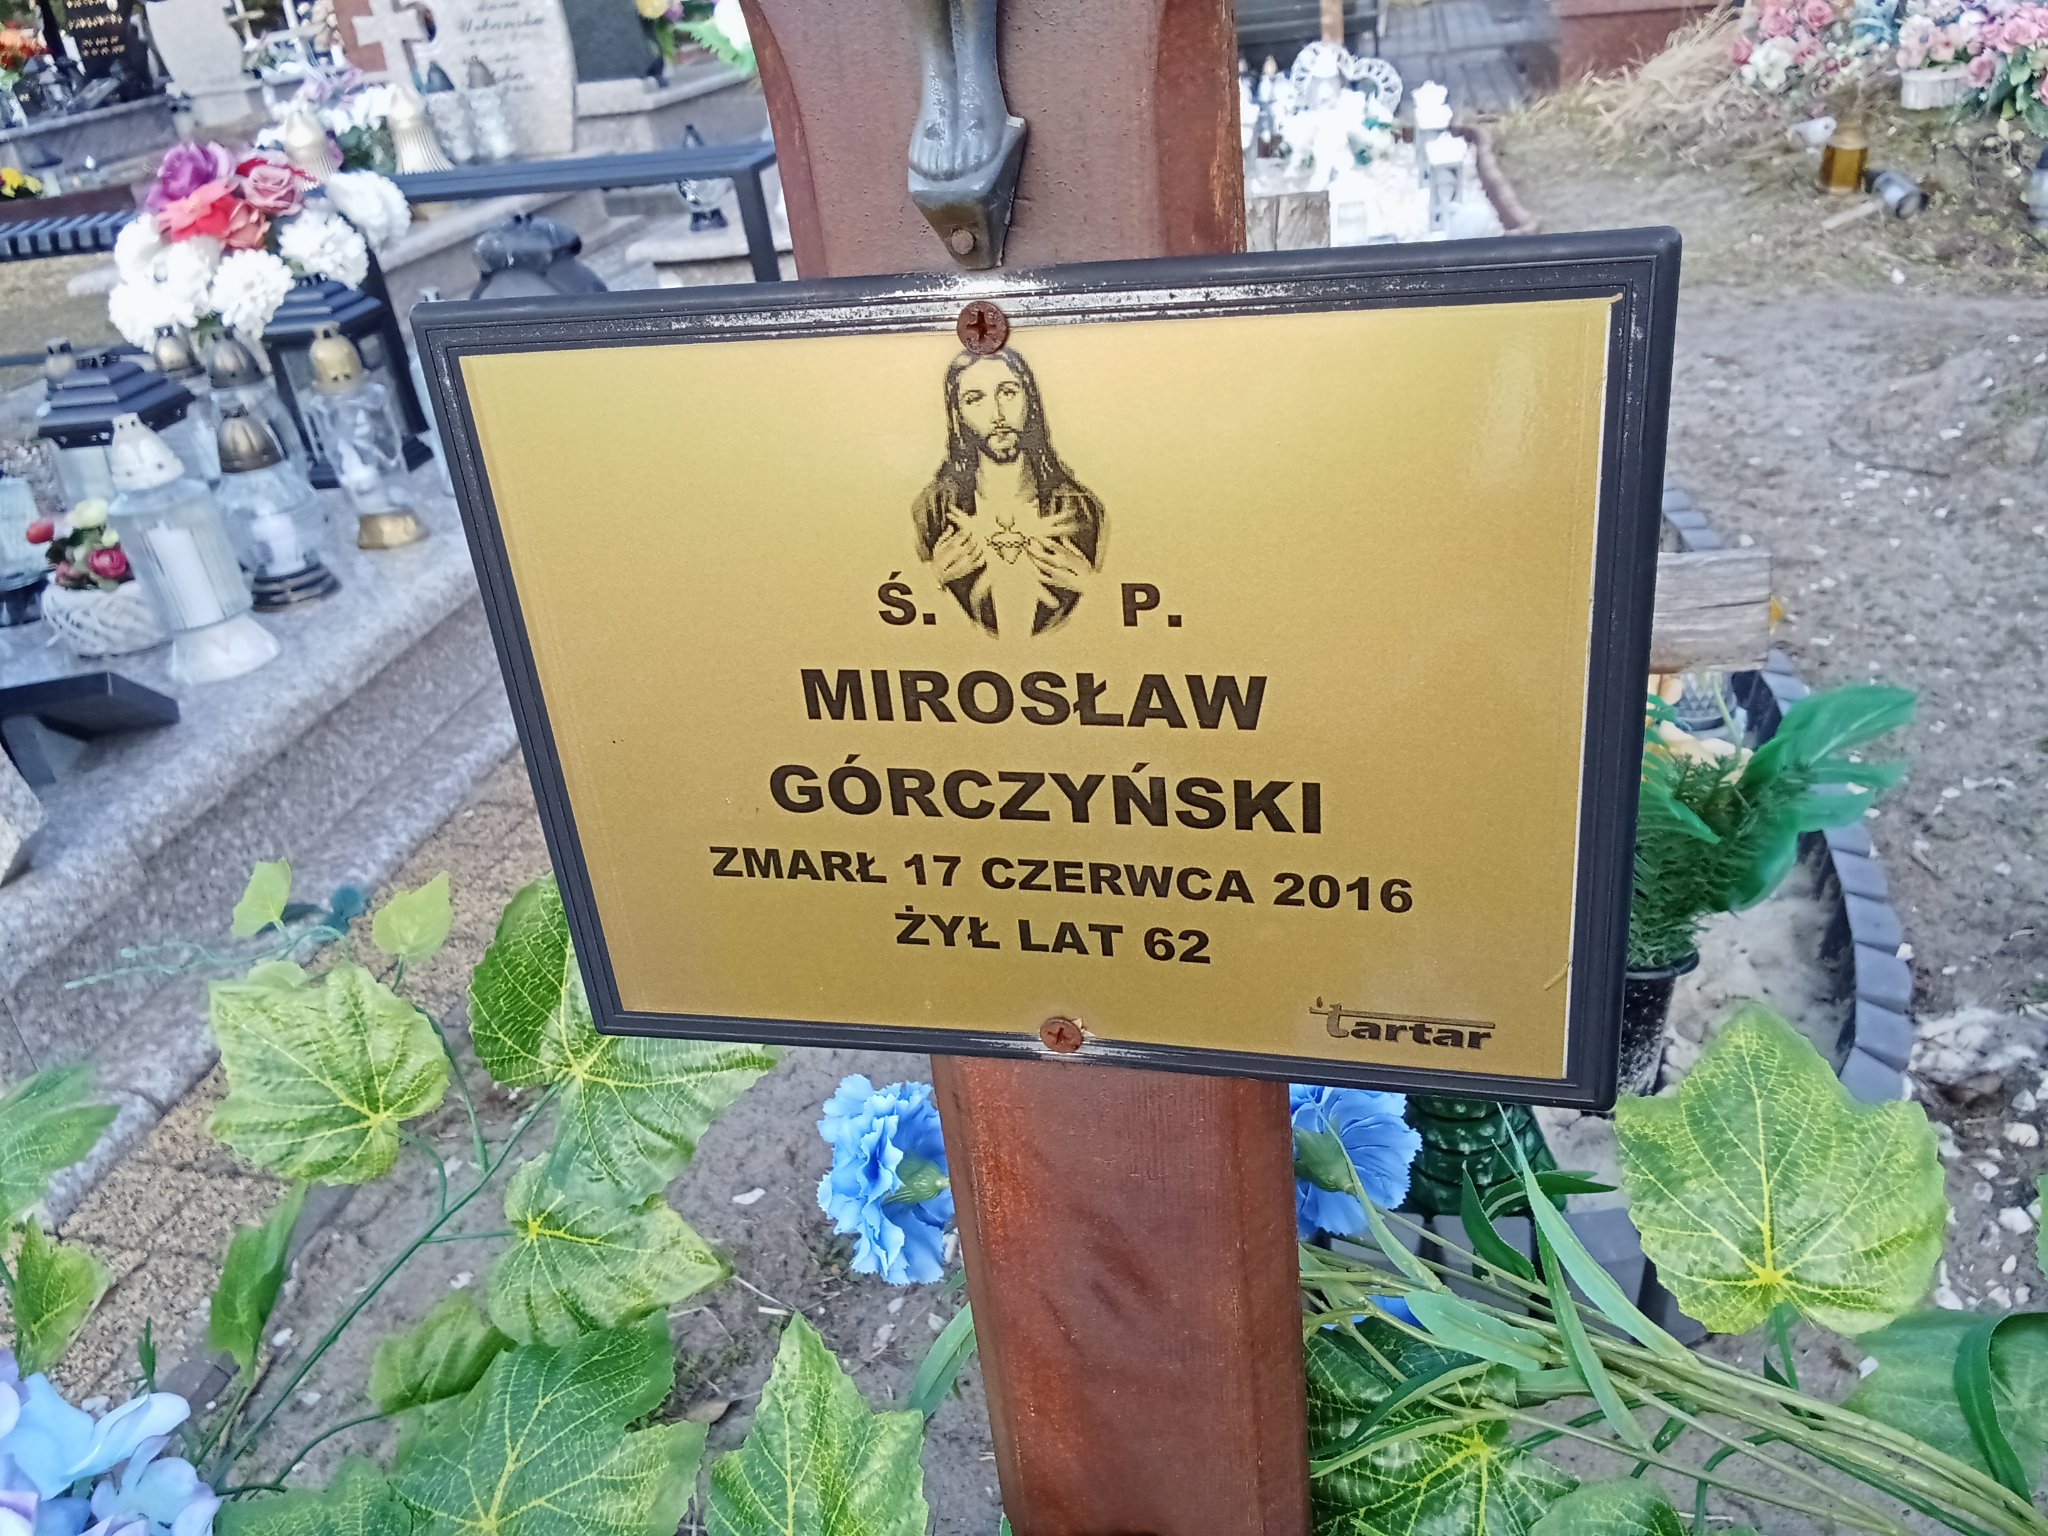 Ś. P.
MIROSŁAW
GÓRCZYŃSKI
ZMARŁ 17 CZERWCA 2016
ŻYŁ LAT 62
tartar